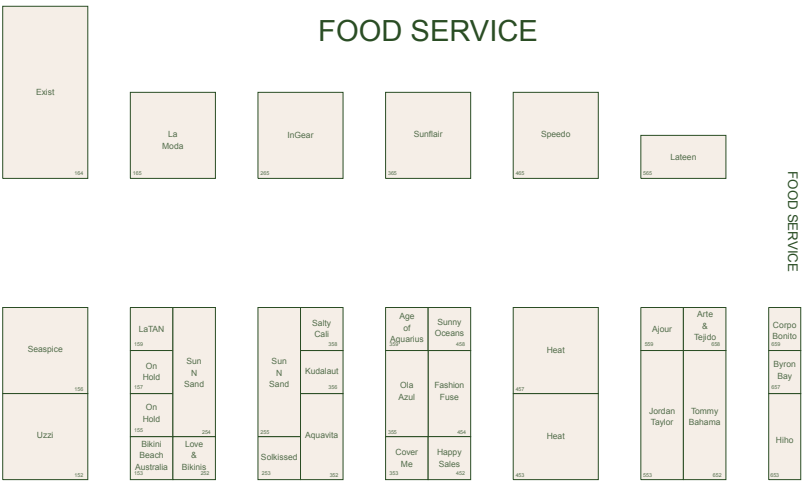 FOOD SERVICE
Exist
164
La
Moda
165
InGear
265
Sunflair
365
Speedo
465
Lateen
565
FOOD SERVICE
Seaspice
156
Uzzi
152
LaTAN
159
On
Hold
157
On
Hold
155
Bikini
Beach
Australia
153
Sun
N
Sand
254
Love
&
Bikinis
252
Sun
N
Sand
255
Solkissed
253
Salty
Cali
358
Kudalaut
356
Aquavita
352
Age
of
Aquarius
359
Ola
Azul
355
Cover
Me
353
Sunny
Oceans
458
Fashion
Fuse
454
Happy
Sales
452
Heat
457
Heat
453
Ajour
559
Jordan
Taylor
553
Arte
&
Tejido
658
Tommy
Bahama
652
Corpo
Bonito
659
Byron
Bay
657
Hiho
653